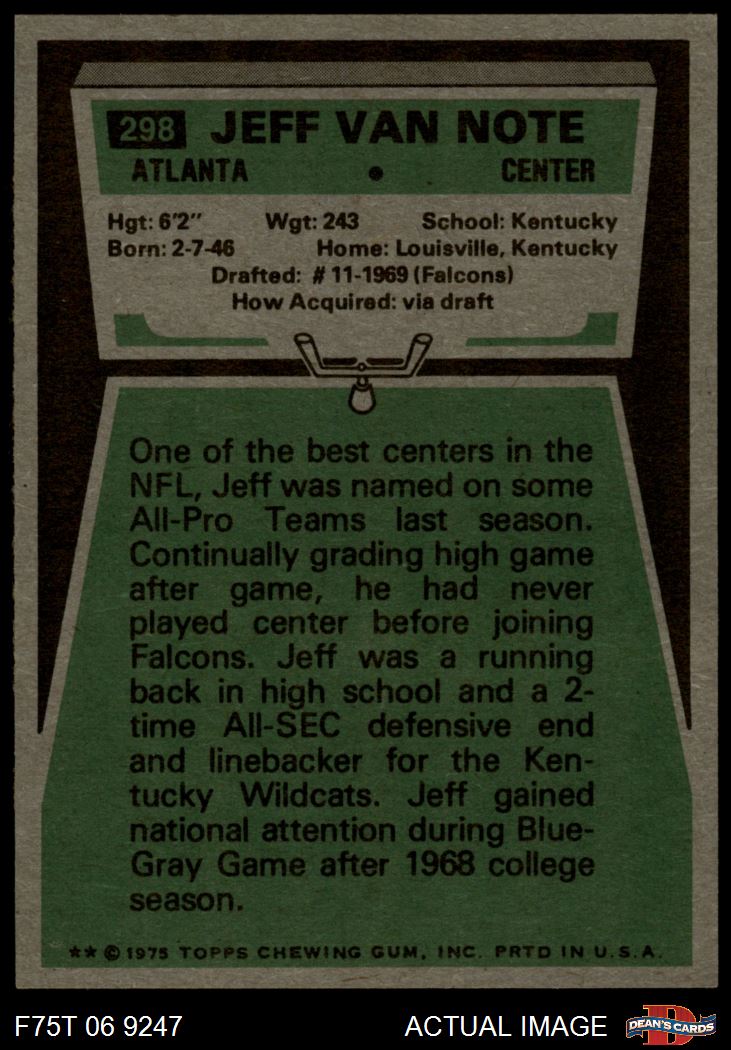 298 JEFF VAN NOTE
ATLANTA • CENTER
Hgt: 6'2" Wgt: 243 School: Kentucky
Born: 2-7-46 Home: Louisville, Kentucky
Drafted: #11-1969 (Falcons)
How Acquired: via draft
One of the best centers in the
NFL, Jeff was named on some
All-Pro Teams last season.
Continually grading high game
after game, he had never
played center before joining
Falcons. Jeff was a running
back in high school and a 2-
time All-SEC defensive end
and linebacker for the Ken-
tucky Wildcats. Jeff gained
national attention during Blue-
Gray Game after 1968 college
season.
** © 1975 TOPPS CHEWING GUM, INC. PRTD IN U.S.A.
F75T 06 9247 ACTUAL IMAGE D DEAN'S CARDS